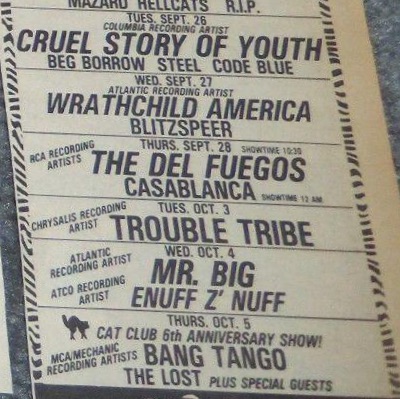 MAZARD HELLCATS R.I.P.
TUES. SEPT. 26
COLUMBIA RECORDING ARTIST
CRUEL STORY OF YOUTH
BEG BORROW STEEL CODE BLUE
WED. SEPT. 27
ATLANTIC RECORDING ARTIST
WRATHCHILD AMERICA
BLITZSPEER
THURS. SEPT. 28 SHOWTIME 10:30
RCA RECORDING ARTISTS THE DEL FUEGOS
CASABLANCA SHOWTIME 12 AM
TUES. OCT. 3
CHRYSALIS RECORDING ARTIST TROUBLE TRIBE
WED. OCT. 4
ATLANTIC RECORDING ARTIST MR. BIG
ATCO RECORDING ARTIST ENUFF Z' NUFF
THURS. OCT. 5
CAT CLUB 6th ANNIVERSARY SHOW!
MCA/MECHANIC RECORDING ARTISTS BANG TANGO
THE LOST PLUS SPECIAL GUESTS